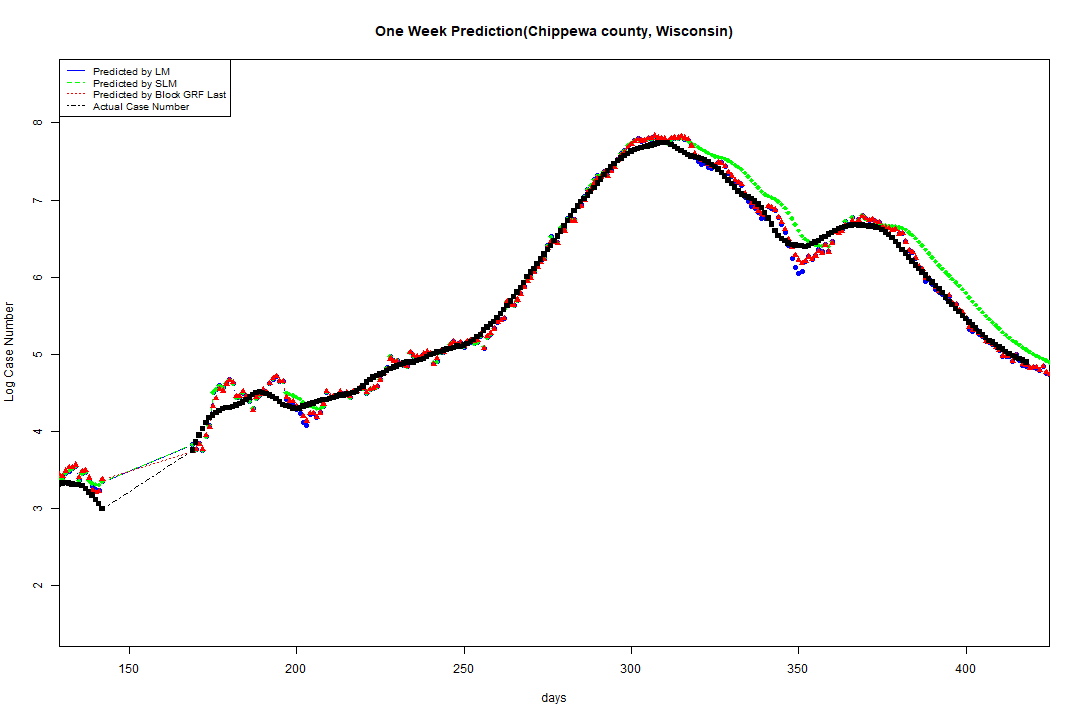 One Week Prediction(Chippewa county, Wisconsin)
Predicted by LM
Predicted by SLM
Predicted by Block GRF Last
Actual Case Number
8
7
6
5
4
3
2
Log Case Number
150 200 250 300 350 400
days